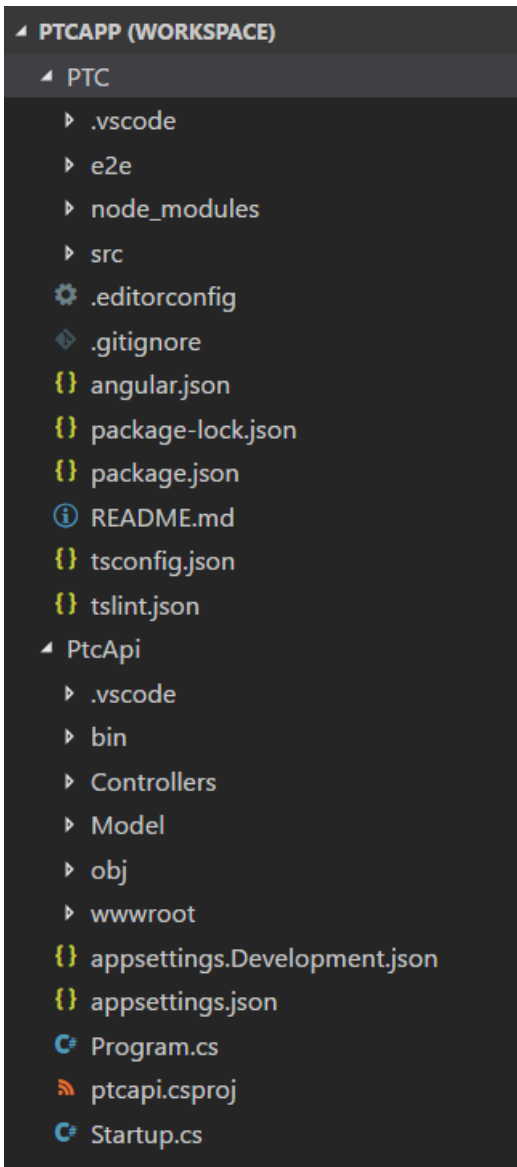 PTCAPP (WORKSPACE)
PTC
.vscode
e2e
node_modules
src
.editorconfig
.gitignore
angular.json
package-lock.json
package.json
README.md
tsconfig.json
tslint.json
PtcApi
.vscode
bin
Controllers
Model
obj
wwwroot
appsettings.Development.json
appsettings.json
Program.cs
ptcapi.csproj
Startup.cs